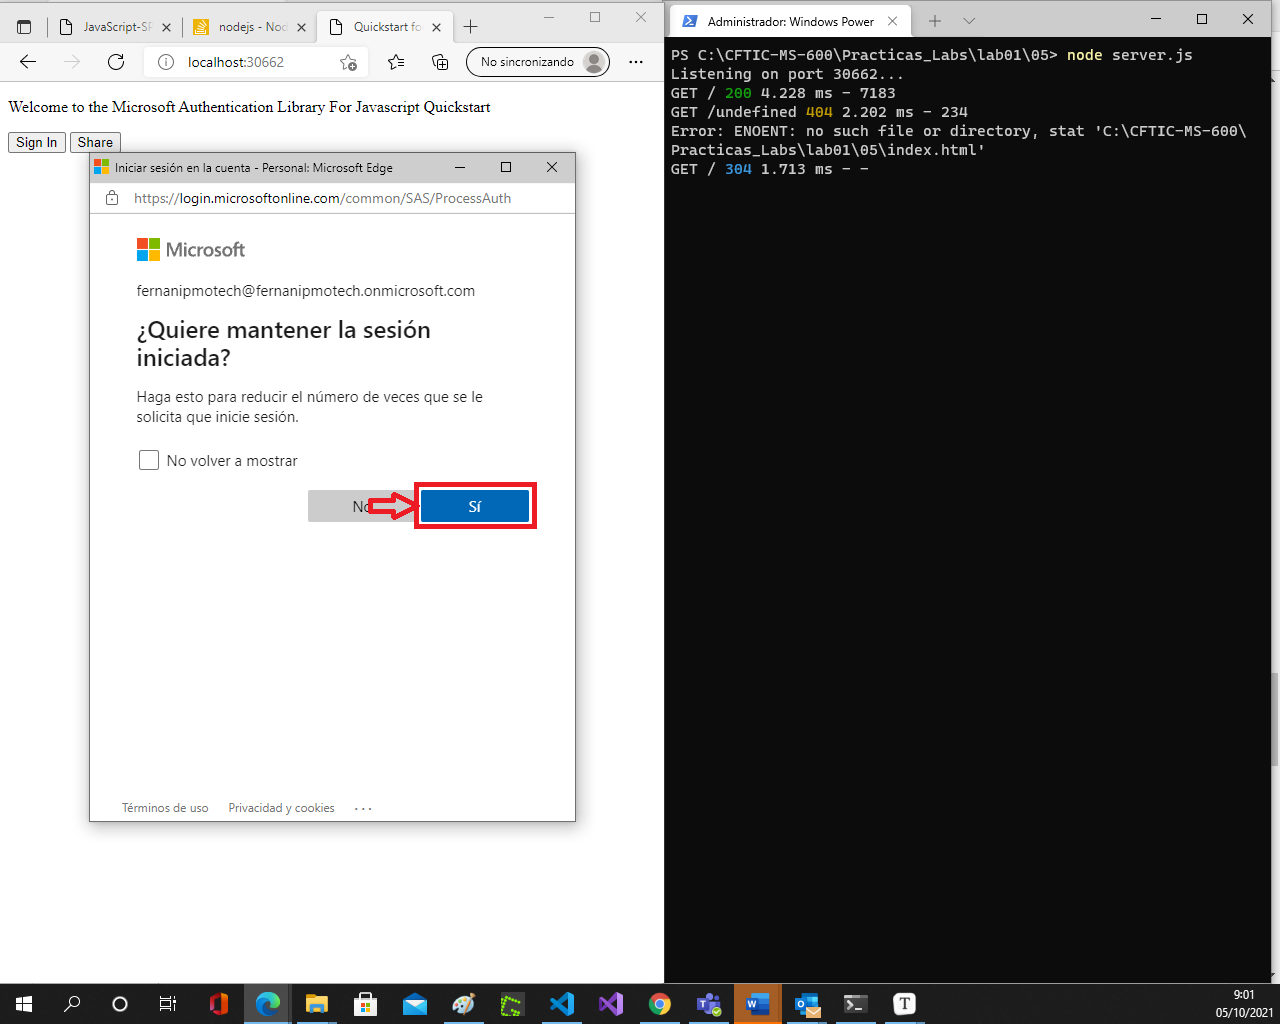 JavaScript-SP
nodejs - Nod
Quickstart fo
localhost:30662
No sincronizando
Welcome to the Microsoft Authentication Library For Javascript Quickstart
Sign In
Share
Iniciar sesión en la cuenta - Personal: Microsoft Edge
https://login.microsoftonline.com/common/SAS/ProcessAuth
Microsoft
fernanipmotech@fernanipmotech.onmicrosoft.com
¿Quiere mantener la sesión
iniciada?
Haga esto para reducir el número de veces que se le
solicita que inicie sesión.
No volver a mostrar
No
Sí
Términos de uso
Privacidad y cookies
...
Administrador: Windows Power
PS C:\CFTIC-MS-600\Practicas_Labs\lab01\05> node server.js
Listening on port 30662...
GET / 200 4.228 ms - 7183
GET /undefined 404 2.202 ms - 234
Error: ENOENT: no such file or directory, stat 'C:\CFTIC-MS-600\
Practicas_Labs\lab01\05\index.html'
GET / 304 1.713 ms - -
9:01
05/10/2021